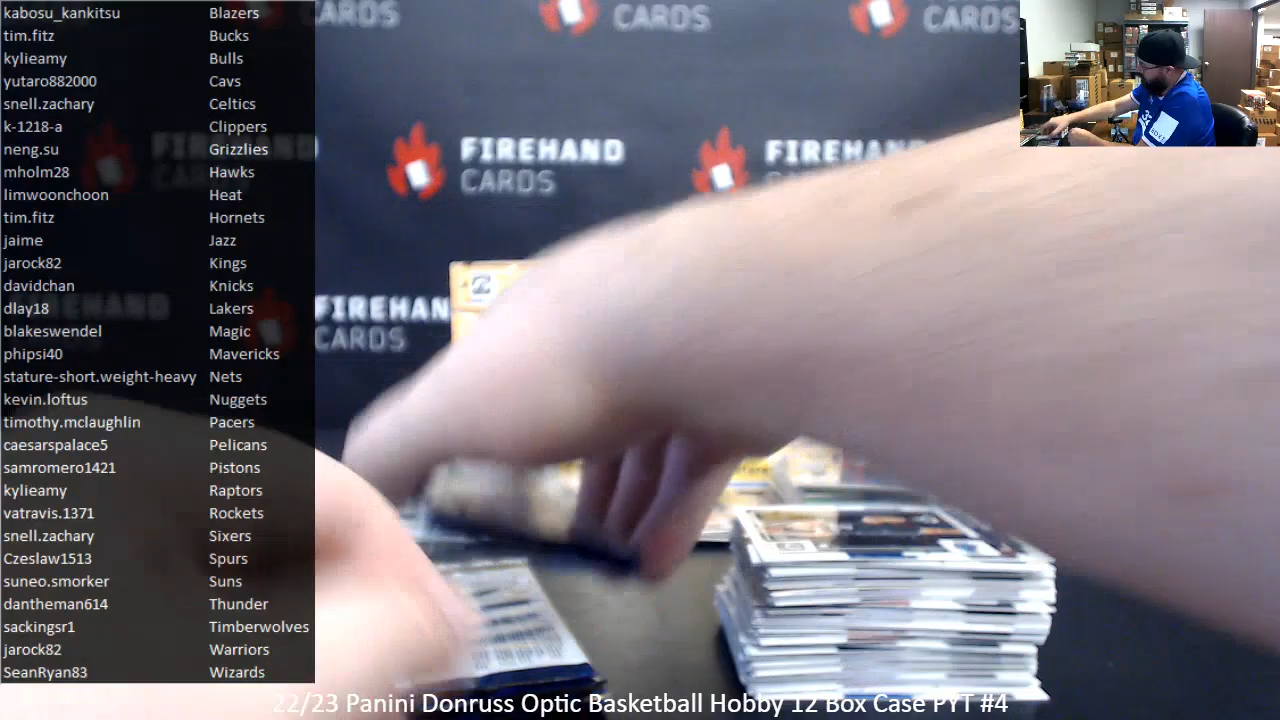 kabosu_kankitsu Blazers
tim.fitz Bucks
kylieamy Bulls
yutaro882000 Cavs
snell.zachary Celtics
k-1218-a Clippers
neng.su Grizzlies
mholm28 Hawks
limwoonchoon Heat
tim.fitz Hornets
jaime Jazz
jarock82 Kings
davidchan Knicks
dlay18 Lakers
blakeswendel Magic
phipsi40 Mavericks
stature-short.weight-heavy Nets
kevin.loftus Nuggets
timothy.mclaughlin Pacers
caesarspalace5 Pelicans
samromero1421 Pistons
kylieamy Raptors
vatravis.1371 Rockets
snell.zachary Sixers
Czeslaw1513 Spurs
suneo.smorker Suns
dantheman614 Thunder
sackingsr1 Timberwolves
jarock82 Warriors
SeanRyan83 Wizards
CARDS
CARDS
CARDS
FIREHAND
CARDS
FIREHAND
CARDS
FIREHAN
CARDS
22/23 Panini Donruss Optic Basketball Hobby 12 Box Case PYT #4